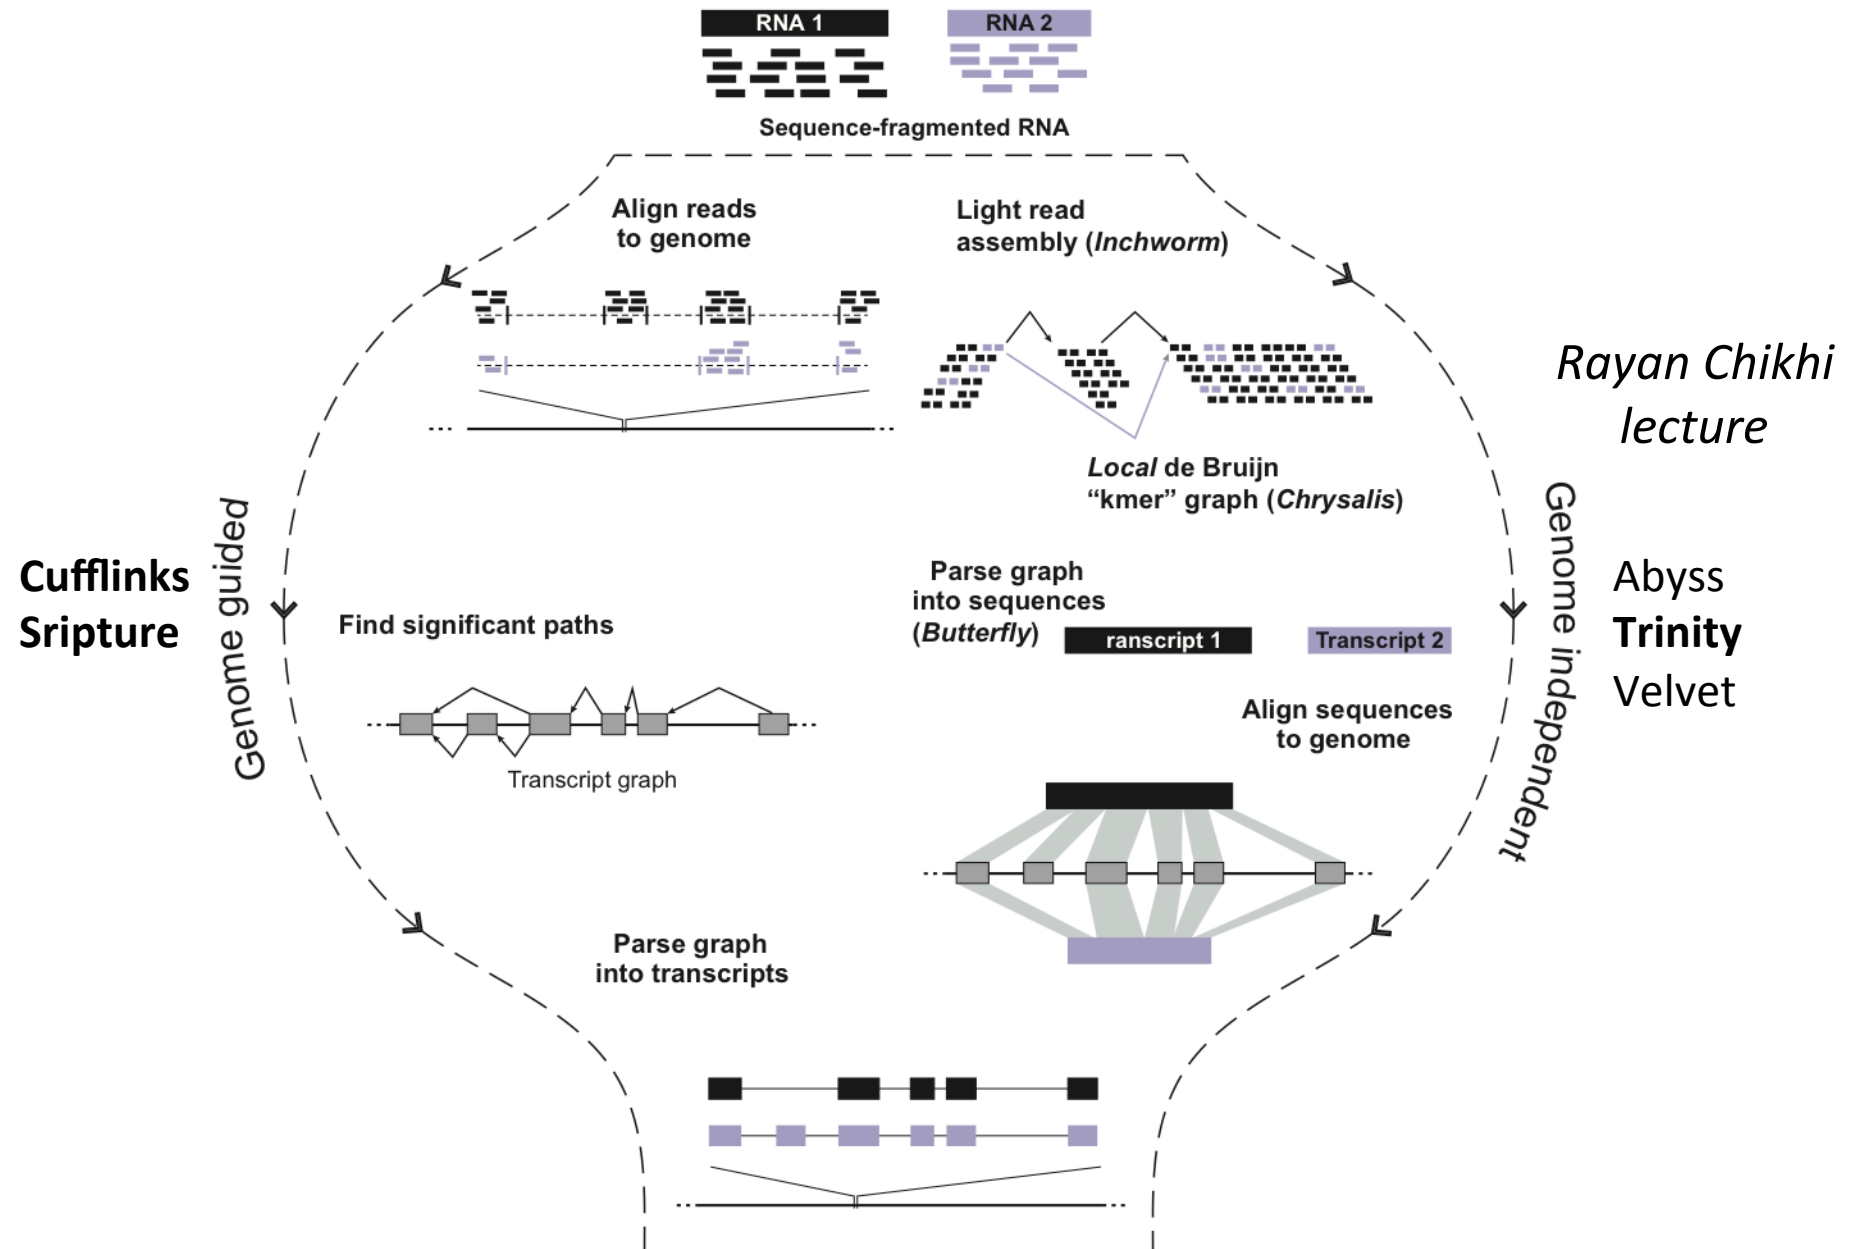 RNA 1
RNA 2
Sequence-fragmented RNA
Align reads
to genome
Light read
assembly (Inchworm)
Rayan Chikhi
lecture
Local de Bruijn
“kmer” graph (Chrysalis)
Genome guided
Genome independent
Cufflinks
Sripture
Find significant paths
Parse graph
into sequences
(Butterfly)
ranscript 1
Transcript 2
Abyss
Trinity
Velvet
Align sequences
to genome
Transcript graph
Parse graph
into transcripts